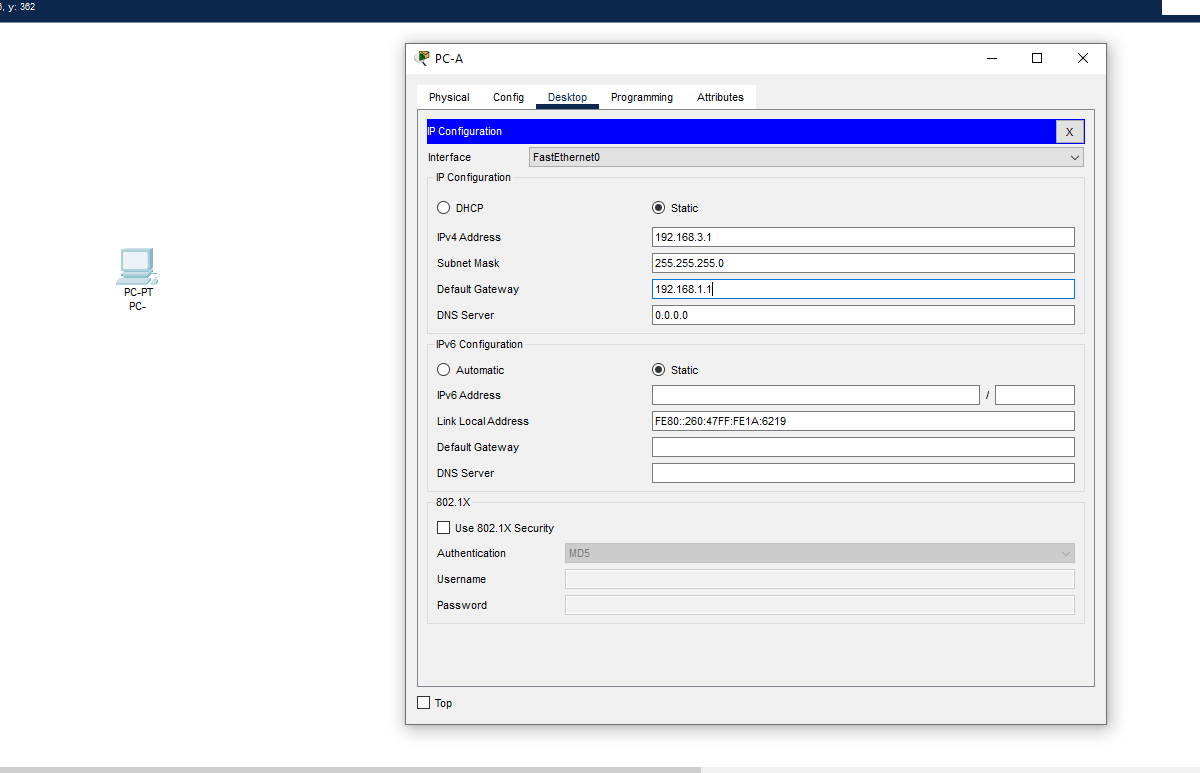 , y: 362
PC-A
Physical Config Desktop Programming Attributes
IP Configuration X
Interface FastEthernet0
IP Configuration
DHCP Static
IPv4 Address 192.168.3.1
Subnet Mask 255.255.255.0
Default Gateway 192.168.1.1
DNS Server 0.0.0.0
IPv6 Configuration
Automatic Static
IPv6 Address /
Link Local Address FE80::260:47FF:FE1A:6219
Default Gateway
DNS Server
802.1X
Use 802.1X Security
Authentication MD5
Username
Password
Top
PC-PT
PC-